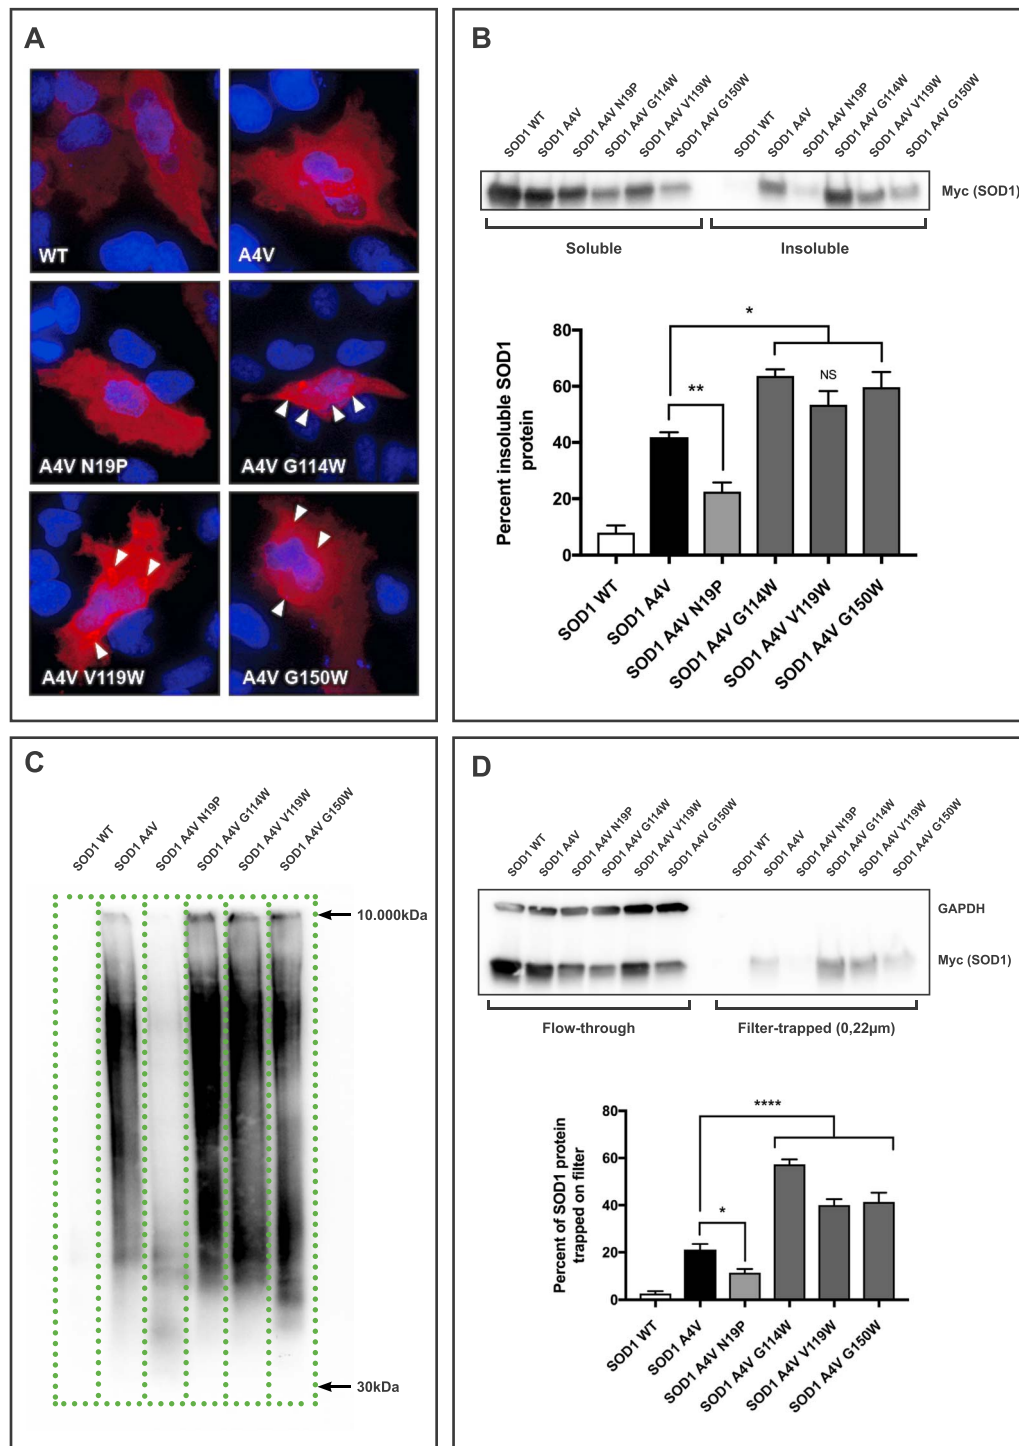 A
WT
A4V
A4V N19P
A4V G114W
A4V V119W
A4V G150W
B
SOD1 WT
SOD1 A4V
SOD1 A4V N19P
SOD1 A4V G114W
SOD1 A4V V119W
SOD1 A4V G150W
SOD1 WT
SOD1 A4V
SOD1 A4V N19P
SOD1 A4V G114W
SOD1 A4V V119W
SOD1 A4V G150W
Myc (SOD1)
Soluble
Insoluble
Percent insoluble SOD1
protein
80
60
40
20
0
*
**
NS
SOD1 WT
SOD1 A4V
SOD1 A4V N19P
SOD1 A4V G114W
SOD1 A4V V119W
SOD1 A4V G150W
C
SOD1 WT
SOD1 A4V
SOD1 A4V N19P
SOD1 A4V G114W
SOD1 A4V V119W
SOD1 A4V G150W
10.000kDa
30kDa
D
SOD1 WT
SOD1 A4V
SOD1 A4V N19P
SOD1 A4V G114W
SOD1 A4V V119W
SOD1 A4V G150W
SOD1 WT
SOD1 A4V
SOD1 A4V N19P
SOD1 A4V G114W
SOD1 A4V V119W
SOD1 A4V G150W
GAPDH
Myc (SOD1)
Flow-through
Filter-trapped (0,22µm)
Percent of SOD1 protein
trapped on filter
80
60
40
20
0
****
*
SOD1 WT
SOD1 A4V
SOD1 A4V N19P
SOD1 A4V G114W
SOD1 A4V V119W
SOD1 A4V G150W